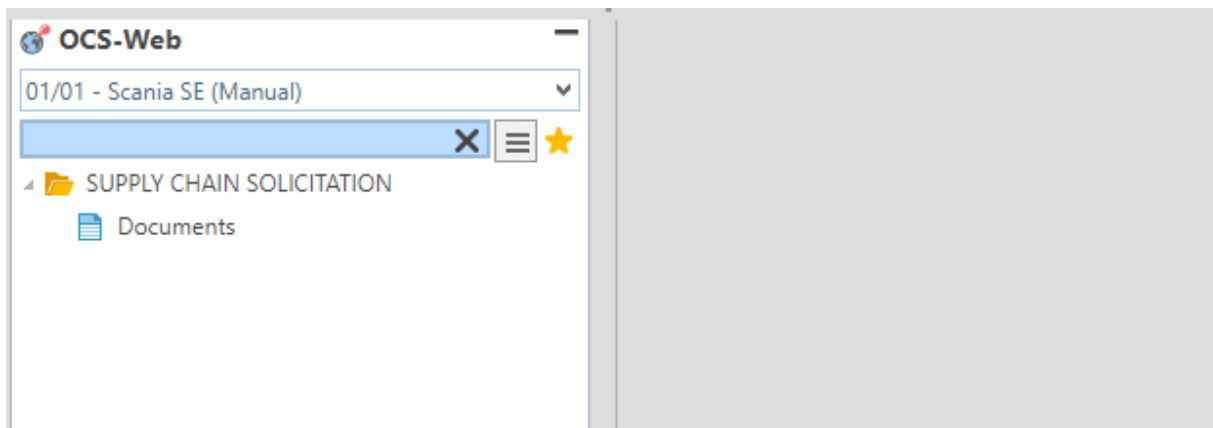 OCS-Web
01/01 - Scania SE (Manual)
SUPPLY CHAIN SOLICITATION
Documents